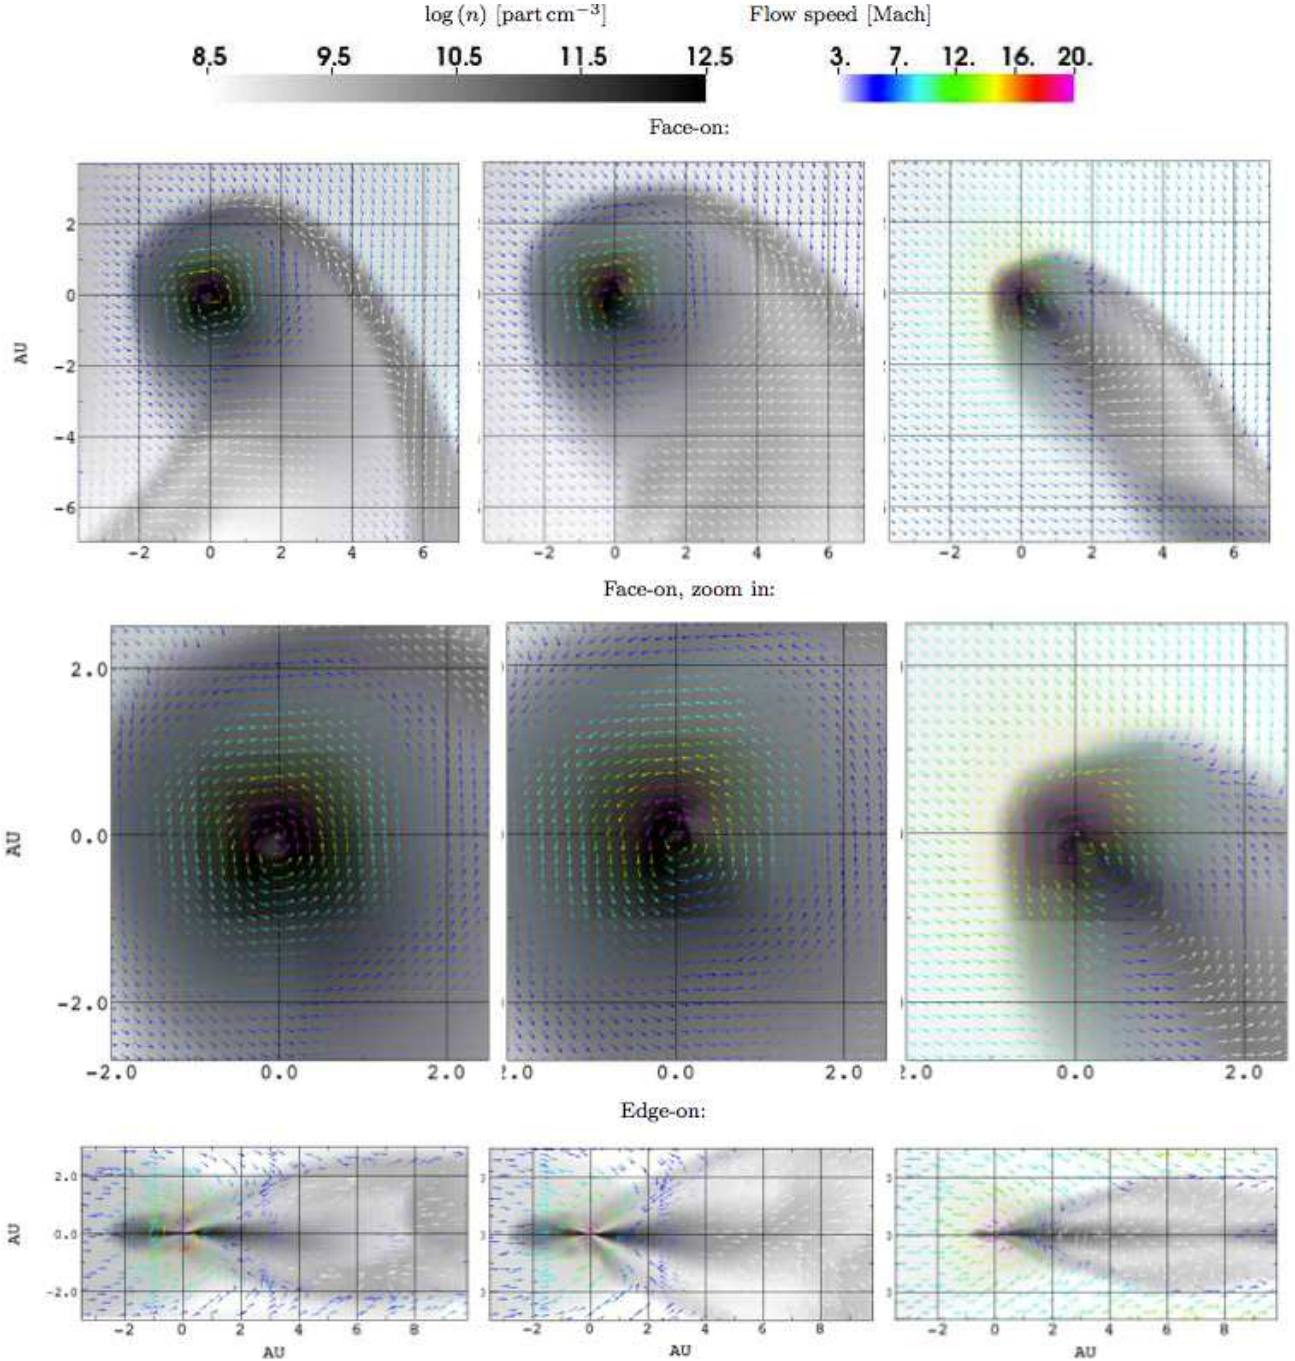 log (n) [part cm−3] Flow speed [Mach]
8.5 9.5 10.5 11.5 12.5 3. 7. 12. 16. 20.
Face-on:
2
0
−2
−4
−6
AU
−2 0 2 4 6 −2 0 2 4 6 −2 0 2 4 6
Face-on, zoom in:
2.0
0.0
−2.0
AU
−2.0 0.0 2.0 2.0 0.0 2.0 2.0 0.0 2.0
Edge-on:
2.0
0.0
−2.0
AU
−2 0 2 4 6 8 −2 0 2 4 6 8 −2 0 2 4 6 8
AU AU AU